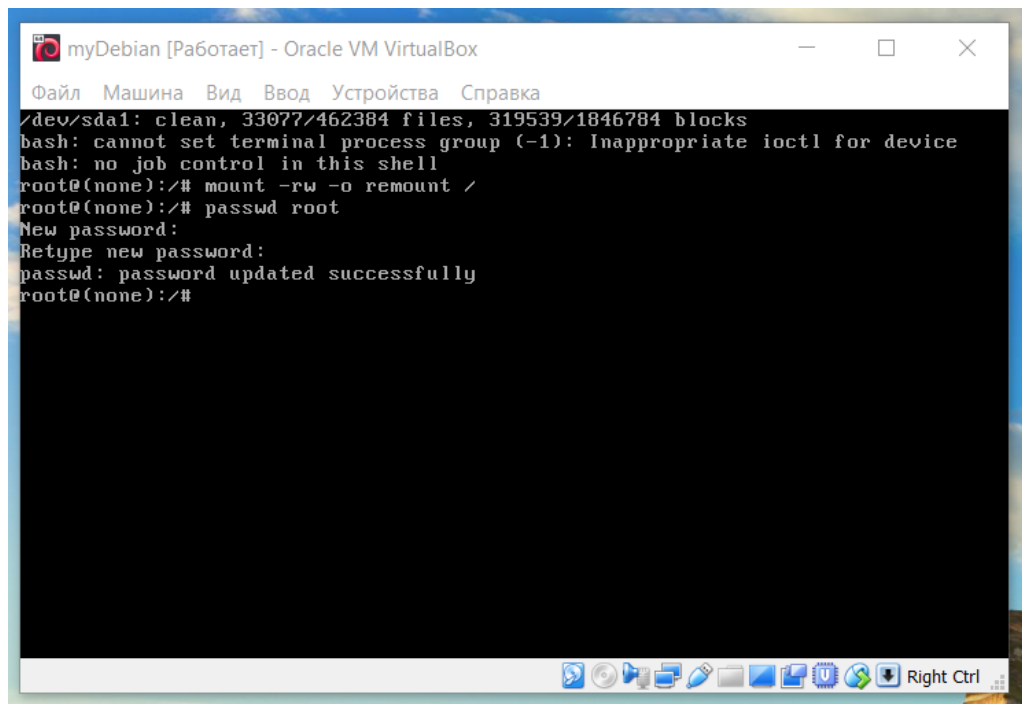 myDebian [Работает] - Oracle VM VirtualBox
Файл Машина Вид Ввод Устройства Справка
/dev/sda1: clean, 33077/462384 files, 319539/1846784 blocks
bash: cannot set terminal process group (-1): Inappropriate ioctl for device
bash: no job control in this shell
root@(none):/# mount -rw -o remount /
root@(none):/# passwd root
New password:
Retype new password:
passwd: password updated successfully
root@(none):/#
Right Ctrl